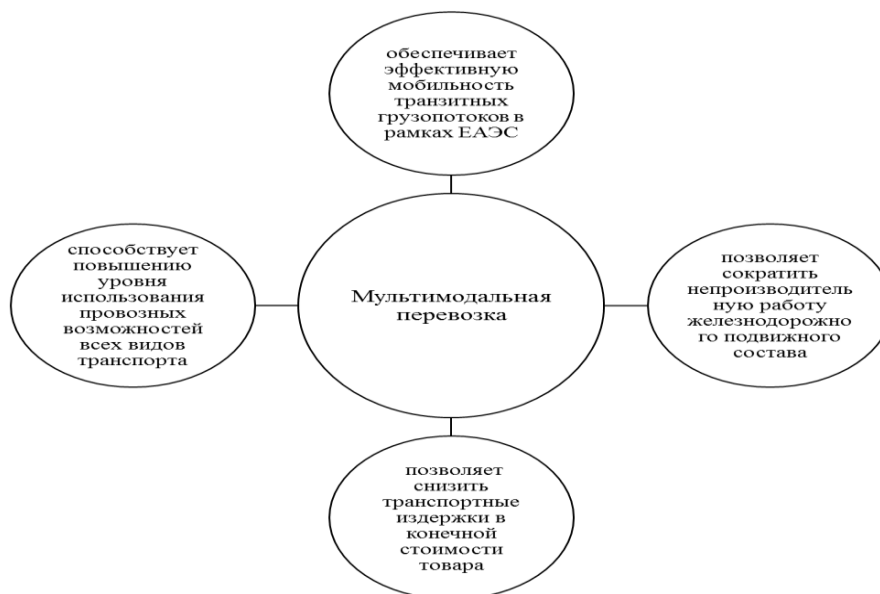 обеспечивает
эффективную
мобильность
транзитных
грузопотоков в
рамках ЕАЭС
способствует
повышению
уровня
использования
провозных
возможностей
всех видов
транспорта
Мультимодальная
перевозка
позволяет
сократить
непроизводитель
ную работу
железнодорожно
го подвижного
состава
позволяет
снизить
транспортные
издержки в
конечной
стоимости
товара